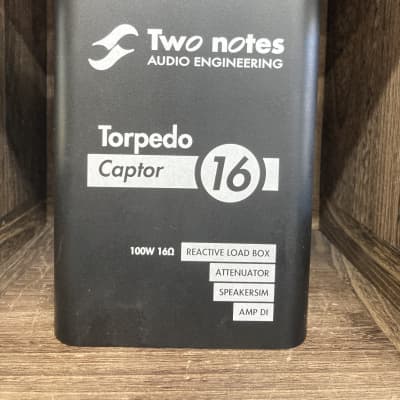 Two notes
AUDIO ENGINEERING
Torpedo
Captor 16
100W 16Ω REACTIVE LOAD BOX
ATTENUATOR
SPEAKERSIM
AMP DI